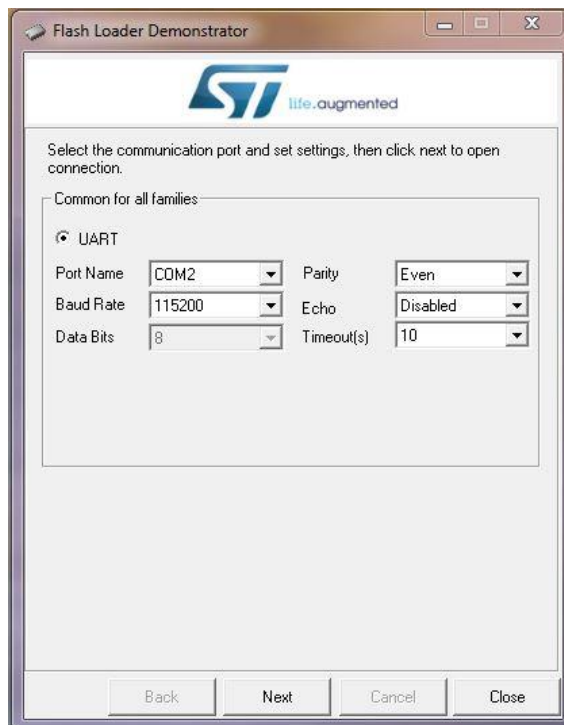 Flash Loader Demonstrator
ST life.augmented
Select the communication port and set settings, then click next to open
connection.
Common for all families
UART
Port Name COM2 Parity Even
Baud Rate 115200 Echo Disabled
Data Bits 8 Timeout(s) 10
Back Next Cancel Close